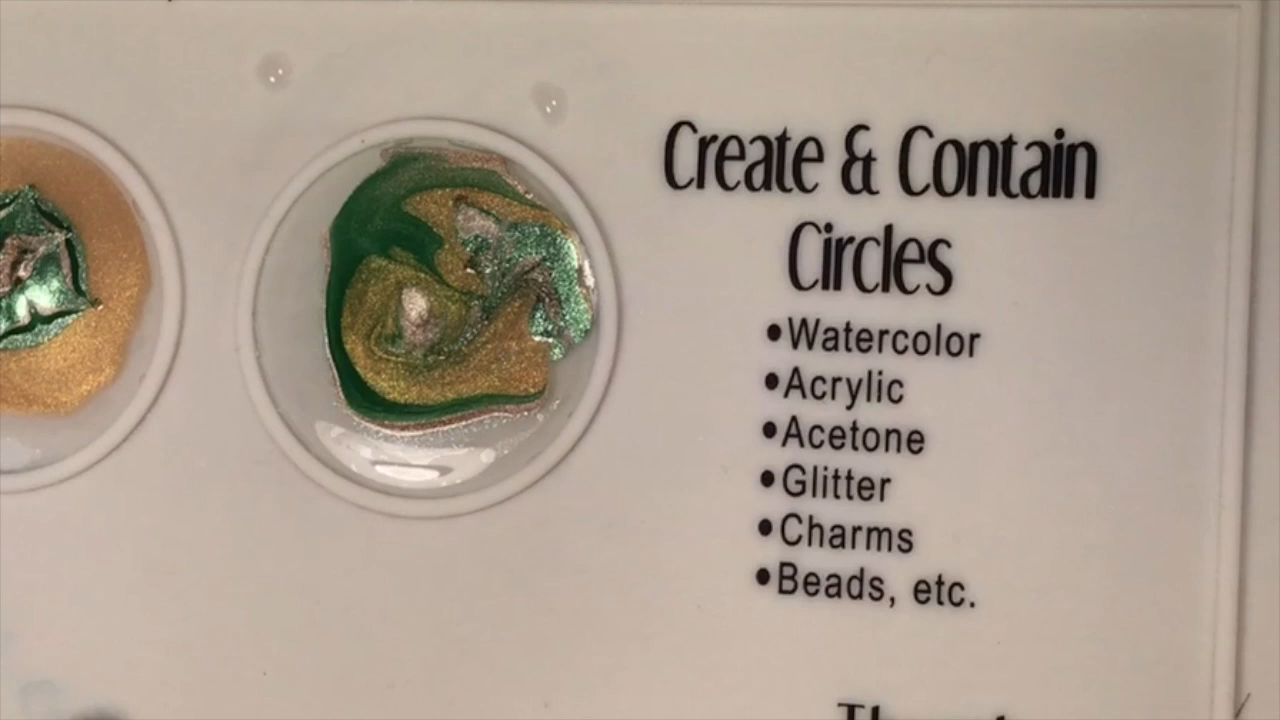 Create & Contain
Circles
•Watercolor
•Acrylic
•Acetone
•Glitter
•Charms
•Beads, etc.